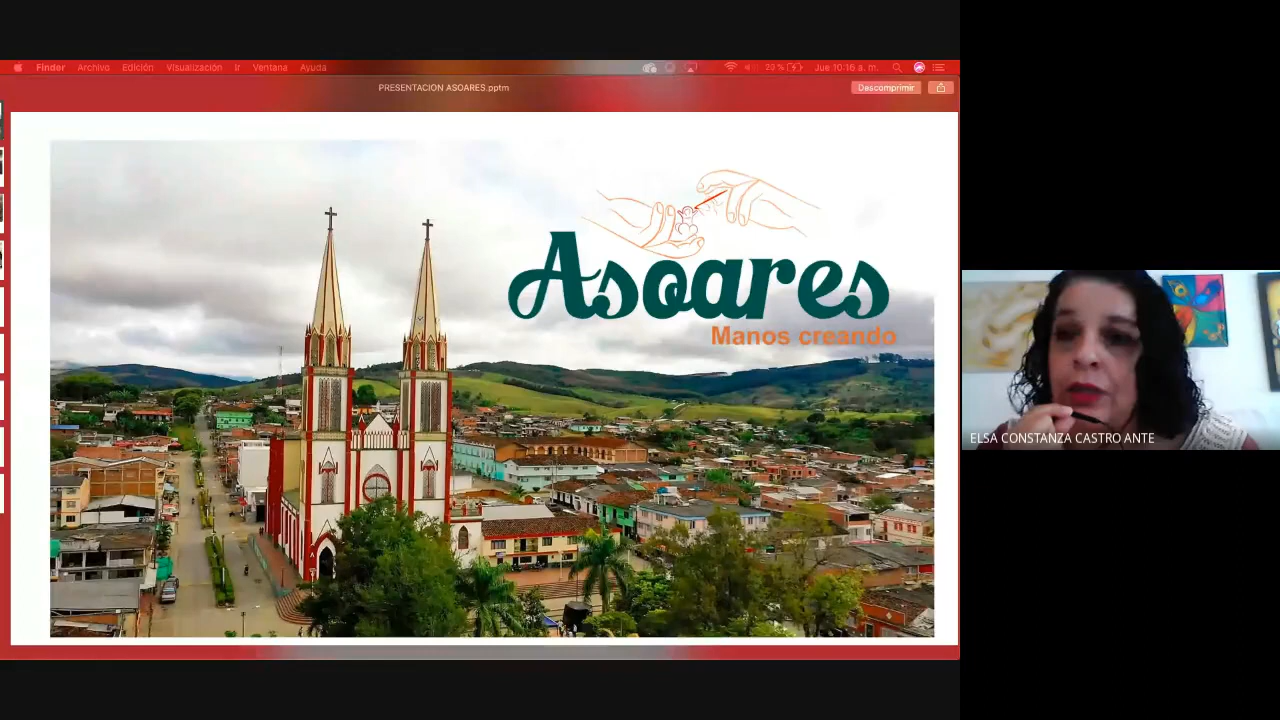 Finder Archivo Edición Visualización Ir Ventana Ayuda 23 % Jue 10:16 a. m.
PRESENTACION ASOARES.pptm
Descomprimir
Asoares
Manos creando
ELSA CONSTANZA CASTRO ANTE